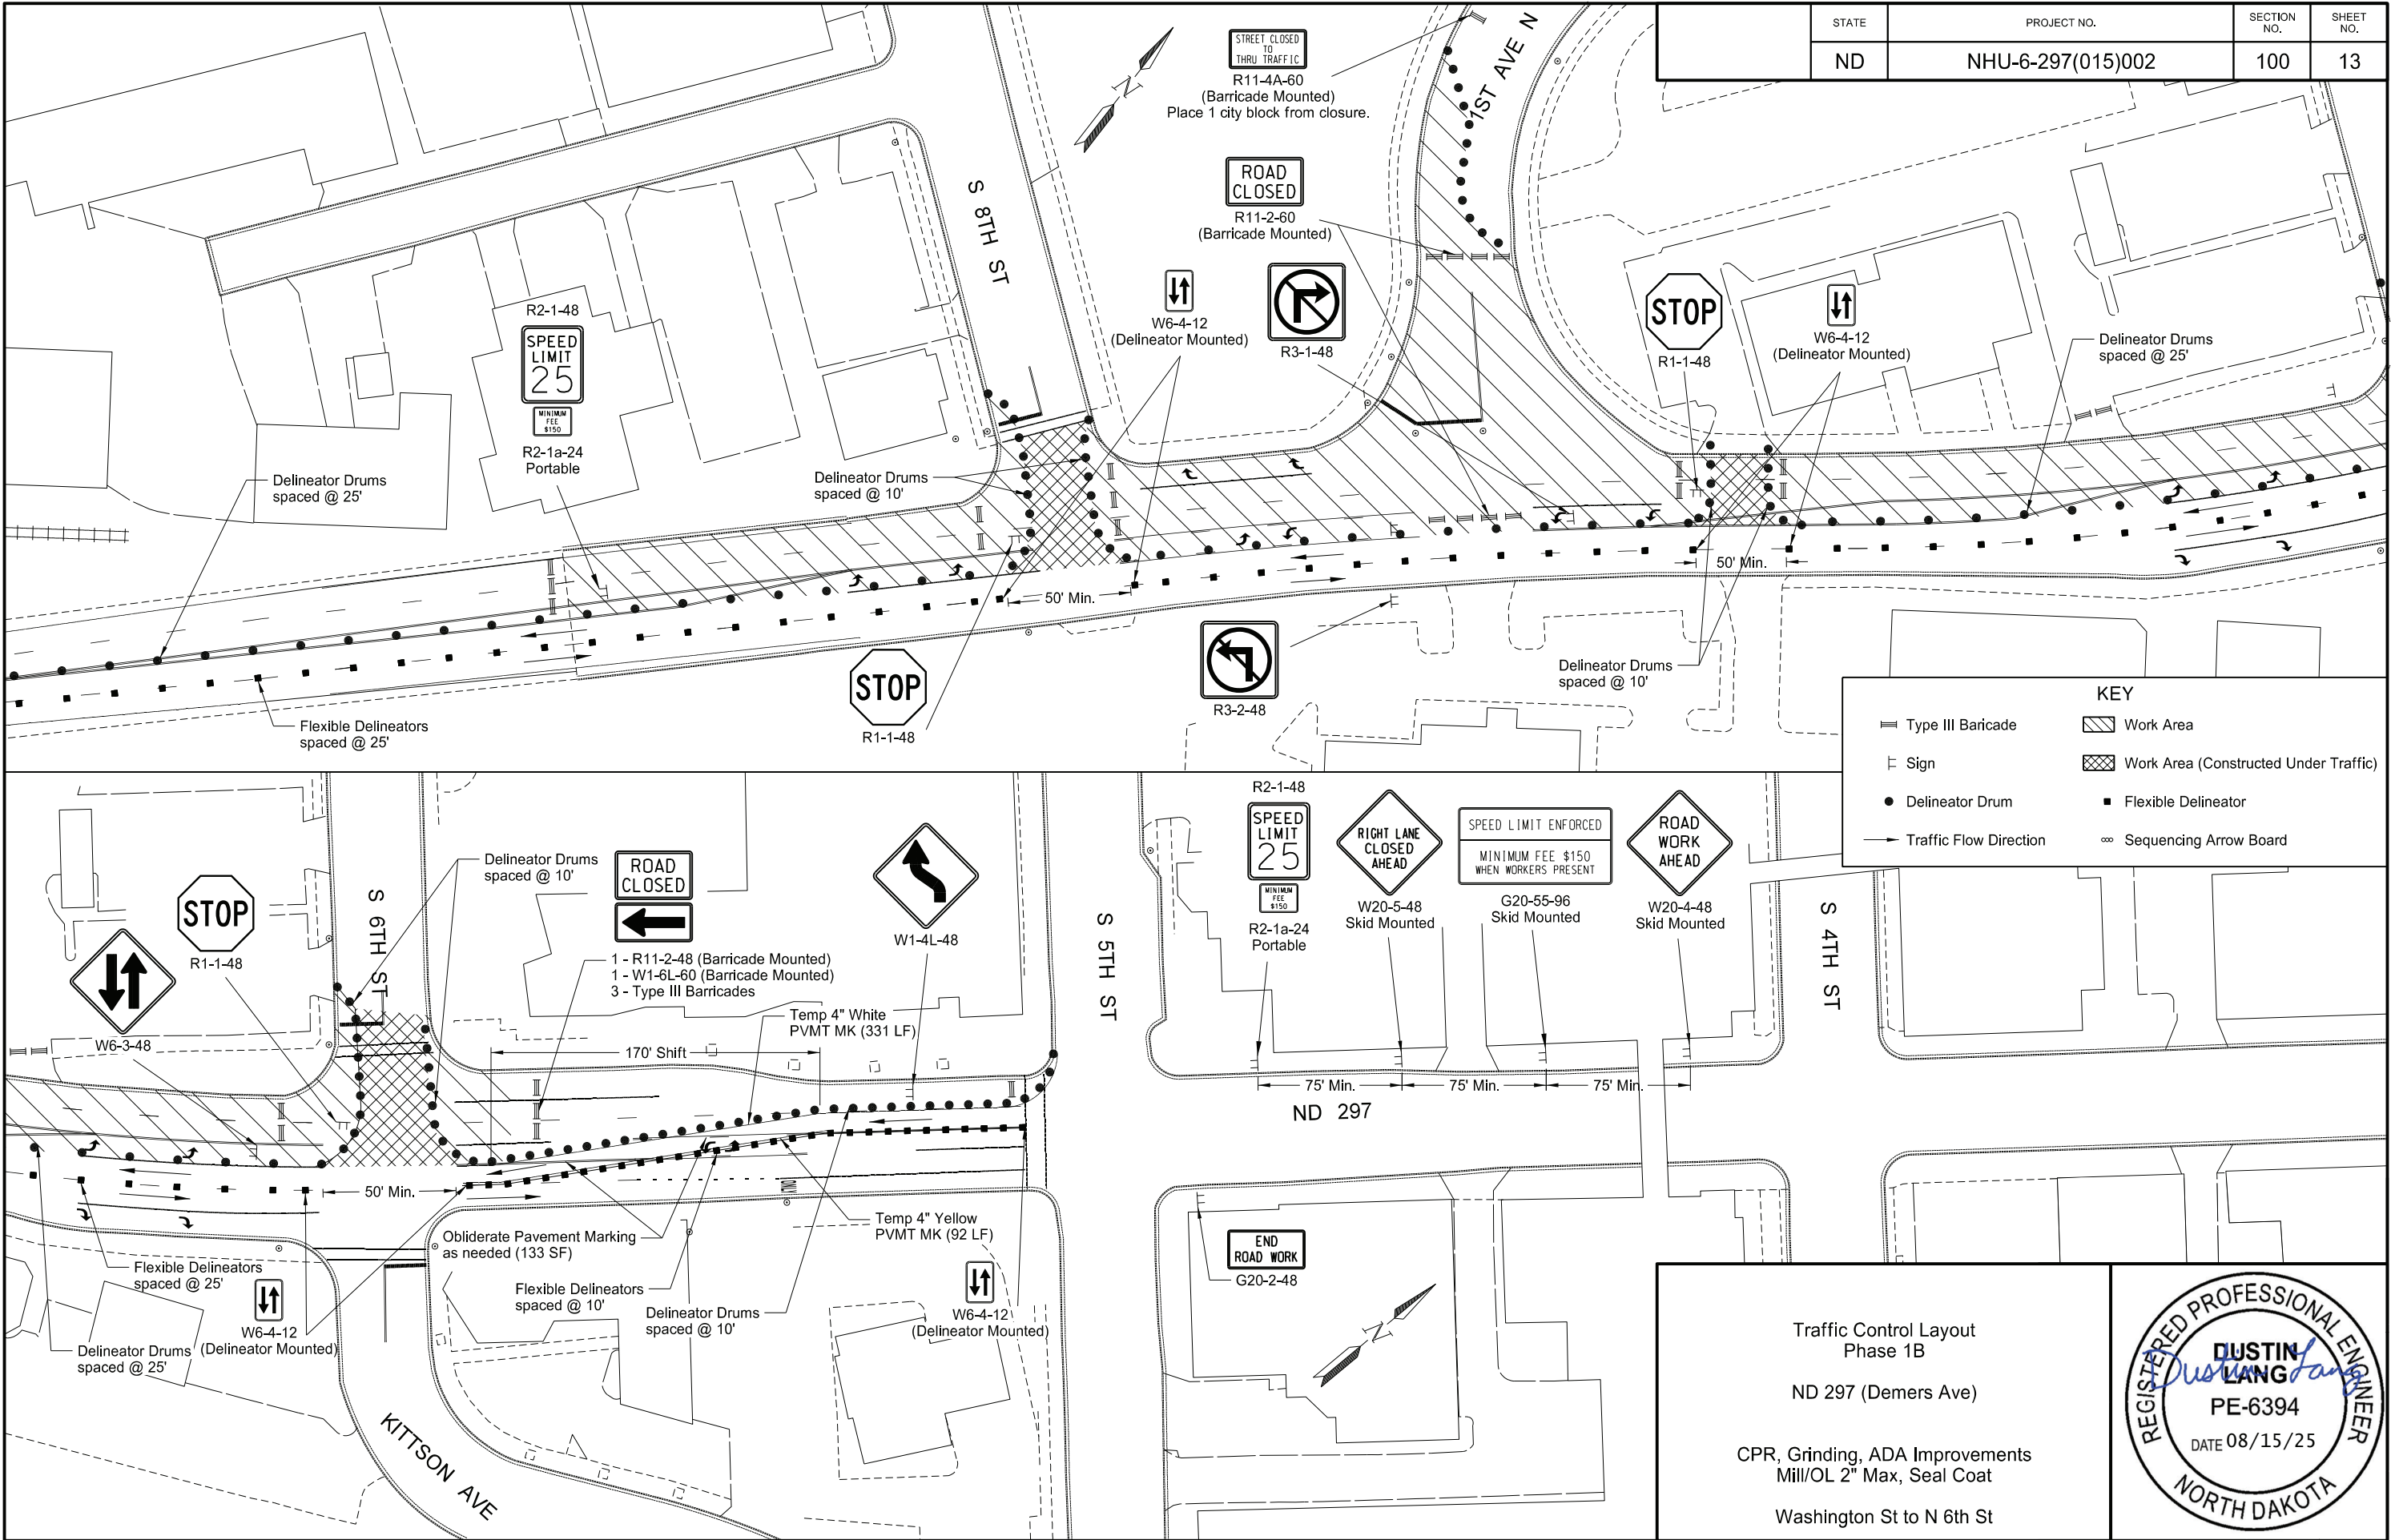 STATE
PROJECT NO.
SECTION NO.
SHEET NO.
ND
NHU-6-297(015)002
100
13
STREET CLOSED
TO
THRU TRAFFIC
R11-4A-60
(Barricade Mounted)
Place 1 city block from closure.
N
1ST AVE N
ROAD
CLOSED
R11-2-60
(Barricade Mounted)
S 8TH ST
R2-1-48
SPEED
LIMIT
25
MINIMUM
FEE
$150
R2-1a-24
Portable
W6-4-12
(Delineator Mounted)
R3-1-48
STOP
R1-1-48
W6-4-12
(Delineator Mounted)
Delineator Drums
spaced @ 25'
Delineator Drums
spaced @ 25'
Delineator Drums
spaced @ 10'
50' Min.
50' Min.
STOP
R1-1-48
R3-2-48
Delineator Drums
spaced @ 10'
Flexible Delineators
spaced @ 25'
KEY
Type III Baricade
Work Area
Sign
Work Area (Constructed Under Traffic)
Delineator Drum
Flexible Delineator
Traffic Flow Direction
Sequencing Arrow Board
STOP
R1-1-48
W6-3-48
S 6TH ST
Delineator Drums
spaced @ 10'
ROAD
CLOSED
1 - R11-2-48 (Barricade Mounted)
1 - W1-6L-60 (Barricade Mounted)
3 - Type III Barricades
W1-4L-48
Temp 4" White
PVMT MK (331 LF)
170' Shift
S 5TH ST
R2-1-48
SPEED
LIMIT
25
MINIMUM
FEE
$150
R2-1a-24
Portable
RIGHT LANE
CLOSED
AHEAD
W20-5-48
Skid Mounted
SPEED LIMIT ENFORCED
MINIMUM FEE $150
WHEN WORKERS PRESENT
G20-55-96
Skid Mounted
ROAD
WORK
AHEAD
W20-4-48
Skid Mounted
S 4TH ST
75' Min.
75' Min.
75' Min.
ND 297
50' Min.
Obliderate Pavement Marking
as needed (133 SF)
Temp 4" Yellow
PVMT MK (92 LF)
Flexible Delineators
spaced @ 25'
W6-4-12
(Delineator Mounted)
Delineator Drums
spaced @ 25'
Flexible Delineators
spaced @ 10'
Delineator Drums
spaced @ 10'
W6-4-12
(Delineator Mounted)
END
ROAD WORK
G20-2-48
N
KITTSON AVE
Traffic Control Layout
Phase 1B
ND 297 (Demers Ave)
CPR, Grinding, ADA Improvements
Mill/OL 2" Max, Seal Coat
Washington St to N 6th St
REGISTERED PROFESSIONAL ENGINEER
DUSTIN
LANG
Dustin Lang
PE-6394
DATE 08/15/25
NORTH DAKOTA